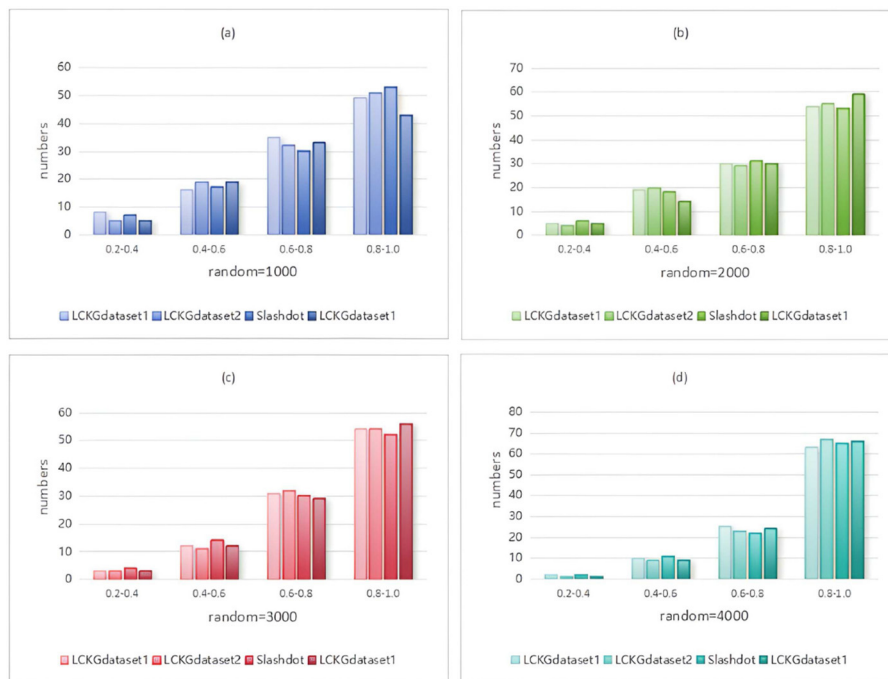 (a)
60
50
40
30
20
10
0
numbers
0.2-0.4 0.4-0.6 0.6-0.8 0.8-1.0
random=1000
LCKGdataset1 LCKGdataset2 Slashdot LCKGdataset1
(b)
70
60
50
40
30
20
10
0
numbers
0.2-0.4 0.4-0.6 0.6-0.8 0.8-1.0
random=2000
LCKGdataset1 LCKGdataset2 Slashdot LCKGdataset1
(c)
60
50
40
30
20
10
0
numbers
0.2-0.4 0.4-0.6 0.6-0.8 0.8-1.0
random=3000
LCKGdataset1 LCKGdataset2 Slashdot LCKGdataset1
(d)
80
70
60
50
40
30
20
10
0
numbers
0.2-0.4 0.4-0.6 0.6-0.8 0.8-1.0
random=4000
LCKGdataset1 LCKGdataset2 Slashdot LCKGdataset1